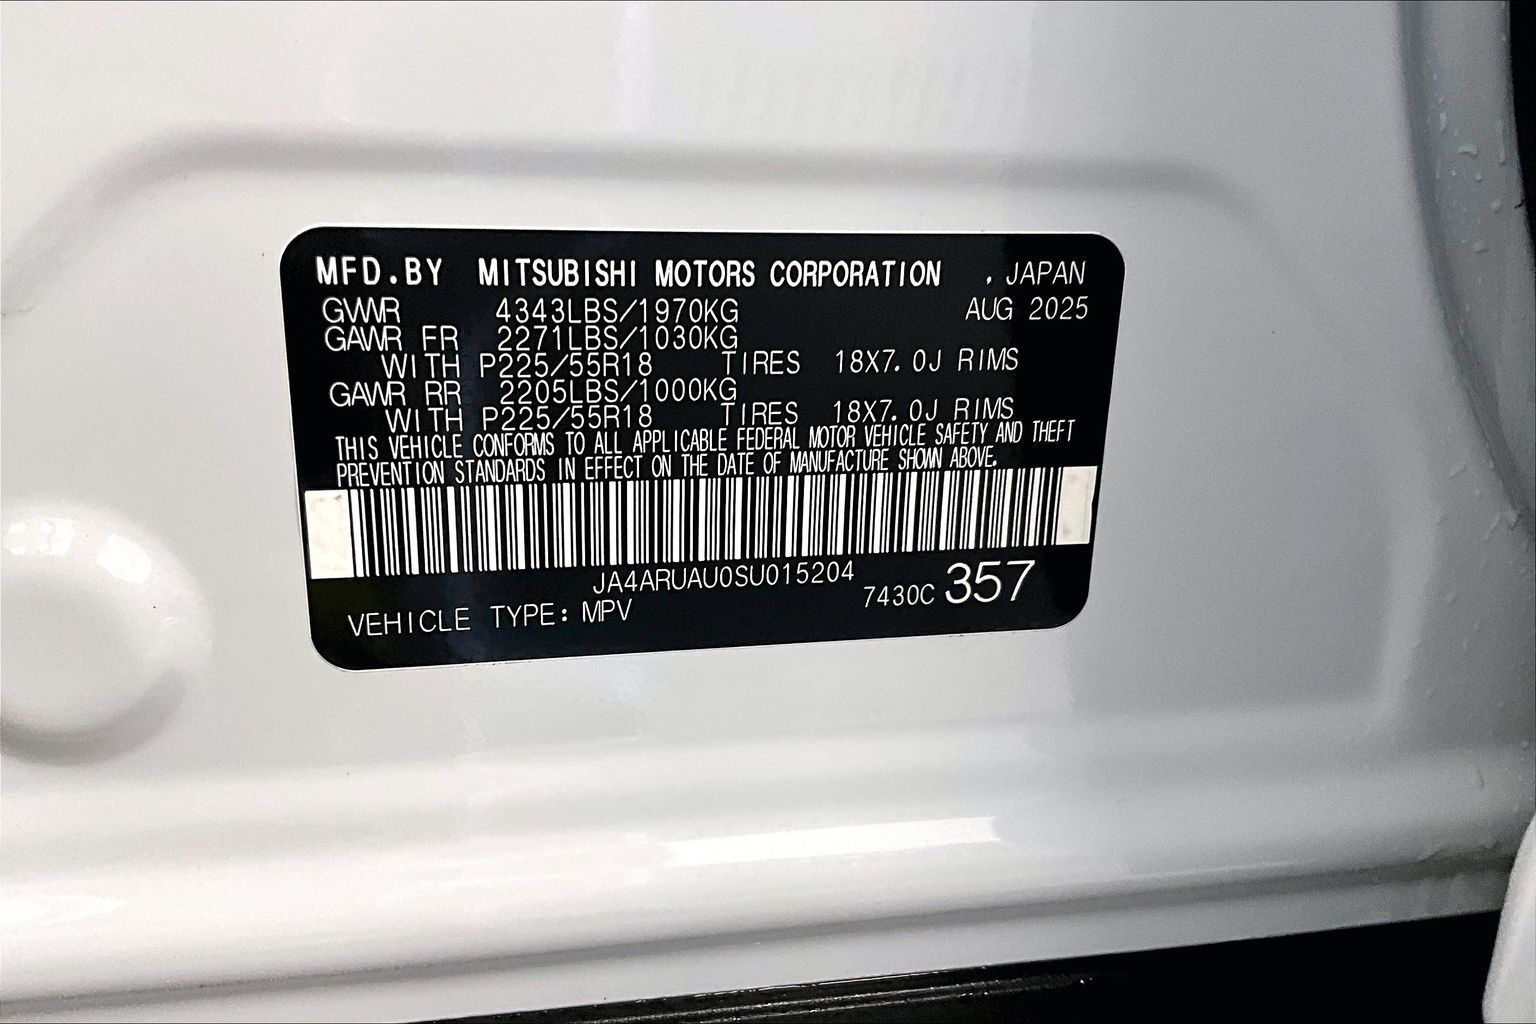 MFD.BY MITSUBISHI MOTORS CORPORATION , JAPAN
GVWR 4343LBS/1970KG AUG 2025
GAWR FR 2271LBS/1030KG
WITH P225/55R18 TIRES 18X7.0J RIMS
GAWR RR 2205LBS/1000KG
WITH P225/55R18 TIRES 18X7.0J RIMS
THIS VEHICLE CONFORMS TO ALL APPLICABLE FEDERAL MOTOR VEHICLE SAFETY AND THEFT
PREVENTION STANDARDS IN EFFECT ON THE DATE OF MANUFACTURE SHOWN ABOVE.
JA4ARUAU0SU015204
7430C 357
VEHICLE TYPE: MPV